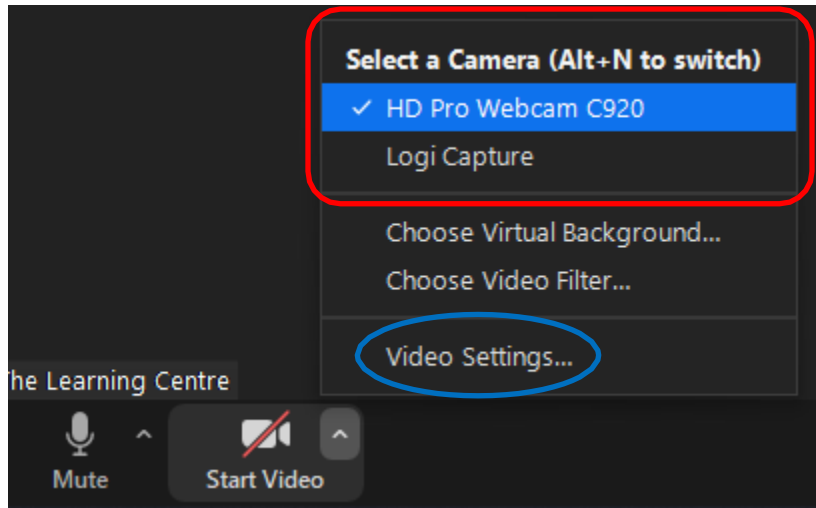 Select a Camera (Alt+N to switch)
HD Pro Webcam C920
Logi Capture
Choose Virtual Background...
Choose Video Filter...
Video Settings...
he Learning Centre
Mute
Start Video